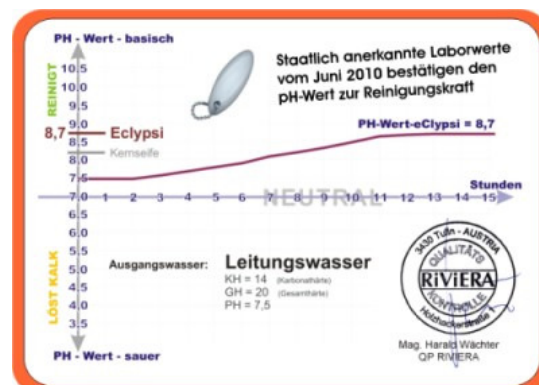 PH - Wert - basisch
Staatlich anerkannte Laborwerte
vom Juni 2010 bestätigen den
pH-Wert zur Reinigungskraft
REINIGT
10.5
10.0
9.5
9.0
8,7
Eclypsi
PH-Wert-eClypsi = 8,7
8.5
Kernseife
8.0
7.5
Stunden
7.0
1 2 3 4 5 6 7 8 9 10 11 12 13 14 15
NEUTRAL
6.5
6.0
5.5
5.0
4.5
4.0
3.5
LÖST KALK
Ausgangswasser:
Leitungswasser
KH = 14 (Karbonathärte)
GH = 20 (Gesamthärte)
PH = 7,5
3430 Tulln - AUSTRIA
QUALITÄTS
RiViERA
KONTROLLE
Holzhackerstraße 1
Mag. Harald Wächter
QP RIVIERA
PH - Wert - sauer